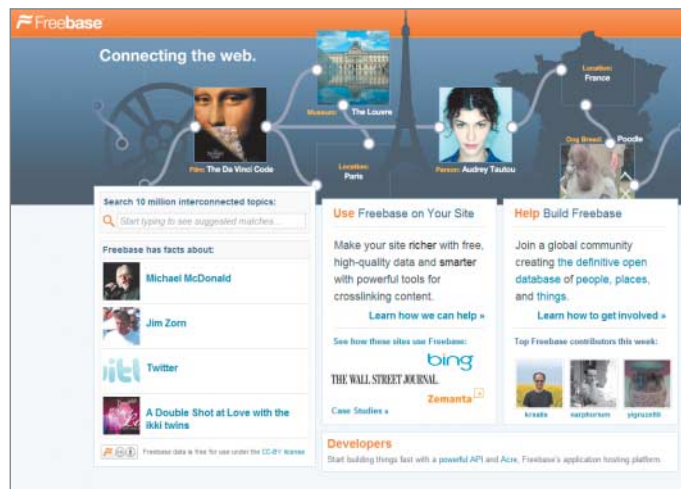 Freebase
Connecting the web.
Location:
France
Museum: The Louvre
Dog Breed: Poodle
Film: The Da Vinci Code
Location:
Paris
Person: Audrey Tautou
Search 10 million interconnected topics:
Start typing to see suggested matches...
Freebase has facts about:
Michael McDonald
Jim Zorn
Twitter
A Double Shot at Love with the
ikki twins
Freebase data is free for use under the CC-BY license
Use Freebase on Your Site
Make your site richer with free,
high-quality data and smarter
with powerful tools for
crosslinking content.
Learn how we can help »
See how these sites use Freebase:
bing
THE WALL STREET JOURNAL.
Zemanta
Case Studies »
Help Build Freebase
Join a global community
creating the definitive open
database of people, places,
and things.
Learn how to get involved »
Top Freebase contributors this week:
Developers
Start building things fast with a powerful API and Acre, Freebase's application hosting platform